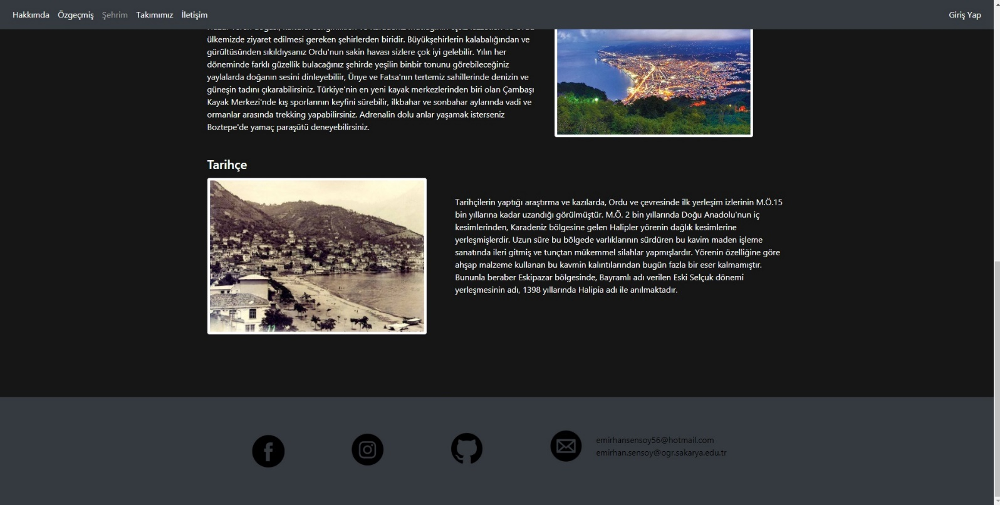 Hakkımda Özgeçmiş Şehrim Takımımız İletişim Giriş Yap
ülkemizde ziyaret edilmesi gereken şehirlerden biridir. Büyükşehirlerin kalabalığından ve
gürültüsünden sıkıldıysanız Ordu'nun sakin havası sizlere çok iyi gelebilir. Yılın her
döneminde farklı güzellik bulacağınız şehirde yeşilin binbir tonunu görebileceğiniz
yaylalarda doğanın sesini dinleyebiliir, Ünye ve Fatsa'nın tertemiz sahillerinde denizin ve
güneşin tadını çıkarabilirsiniz. Türkiye'nin en yeni kayak merkezlerinden biri olan Çambaşı
Kayak Merkezi'nde kış sporlarının keyfini sürebilir, ilkbahar ve sonbahar aylarında vadi ve
ormanlar arasında trekking yapabilirsiniz. Adrenalin dolu anlar yaşamak isterseniz
Boztepe'de yamaç paraşütü deneyebilirsiniz.
Tarihçe
Tarihçilerin yaptığı araştırma ve kazılarda, Ordu ve çevresinde ilk yerleşim izlerinin M.Ö.15
bin yıllarına kadar uzandığı görülmüştür. M.Ö. 2 bin yıllarında Doğu Anadolu'nun iç
kesimlerinden, Karadeniz bölgesine gelen Halipler yörenin dağlık kesimlerine
yerleşmişlerdir. Uzun süre bu bölgede varlıklarının sürdüren bu kavim maden işleme
sanatında ileri gitmiş ve tunçtan mükemmel silahlar yapmışlardır. Yörenin özelliğine göre
ahşap malzeme kullanan bu kavmin kalıntılarından bugün fazla bir eser kalmamıştır.
Bununla beraber Eskipazar bölgesinde, Bayramlı adı verilen Eski Selçuk dönemi
yerleşmesinin adı, 1398 yıllarında Halipia adı ile anılmaktadır.
emirhansensoy56@hotmail.com
emirhan.sensoy@ogr.sakarya.edu.tr